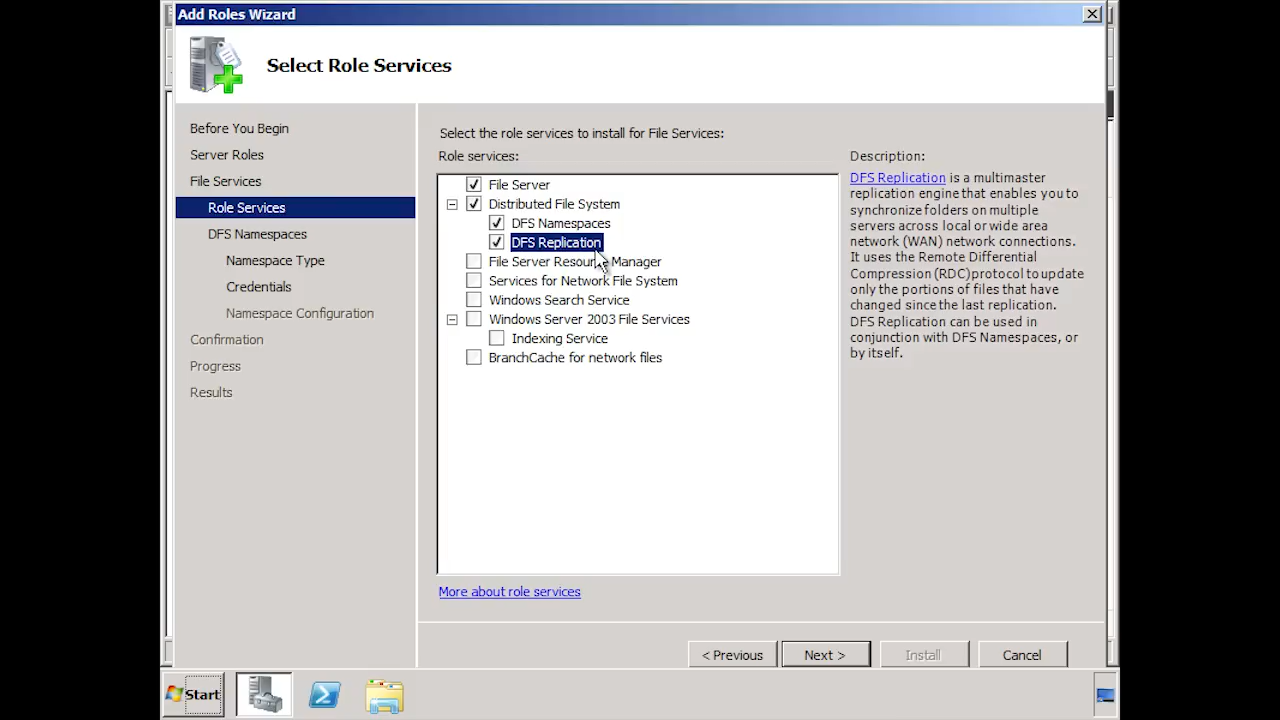 Add Roles Wizard
Select Role Services
Before You Begin
Server Roles
File Services
Role Services
DFS Namespaces
Namespace Type
Credentials
Namespace Configuration
Confirmation
Progress
Results
Select the role services to install for File Services:
Role services:
File Server
Distributed File System
DFS Namespaces
DFS Replication
File Server Resource Manager
Services for Network File System
Windows Search Service
Windows Server 2003 File Services
Indexing Service
BranchCache for network files
More about role services
Description:
DFS Replication is a multimaster
replication engine that enables you to
synchronize folders on multiple
servers across local or wide area
network (WAN) network connections.
It uses the Remote Differential
Compression (RDC) protocol to update
only the portions of files that have
changed since the last replication.
DFS Replication can be used in
conjunction with DFS Namespaces, or
by itself.
< Previous
Next >
Install
Cancel
Start